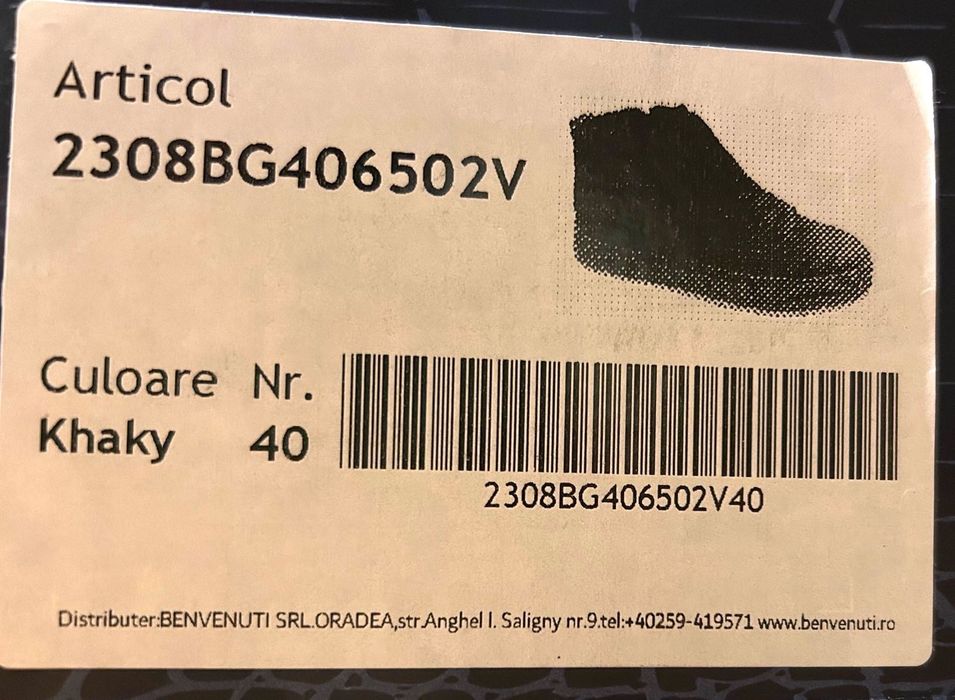 Articol
2308BG406502V
Culoare Nr.
Khaky 40
2308BG406502V40
Distributer:BENVENUTI SRL.ORADEA,str.Anghel I. Saligny nr.9.tel:+40259-419571 www.benvenuti.ro